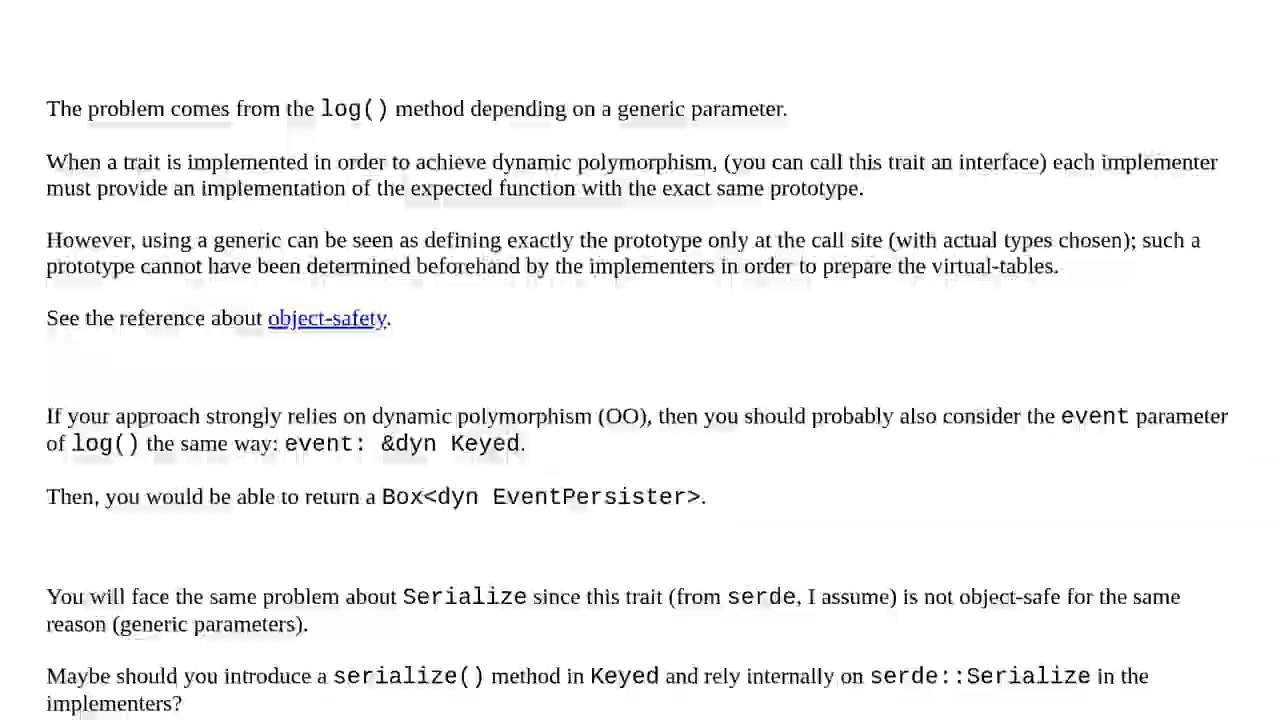 The problem comes from the log() method depending on a generic parameter.
When a trait is implemented in order to achieve dynamic polymorphism, (you can call this trait an interface) each implementer
must provide an implementation of the expected function with the exact same prototype.
However, using a generic can be seen as defining exactly the prototype only at the call site (with actual types chosen); such a
prototype cannot have been determined beforehand by the implementers in order to prepare the virtual-tables.
See the reference about object-safety.
If your approach strongly relies on dynamic polymorphism (OO), then you should probably also consider the event parameter
of log() the same way: event: &dyn Keyed.
Then, you would be able to return a Box<dyn EventPersister>.
You will face the same problem about Serialize since this trait (from serde, I assume) is not object-safe for the same
reason (generic parameters).
Maybe should you introduce a serialize() method in Keyed and rely internally on serde::Serialize in the
implementers?